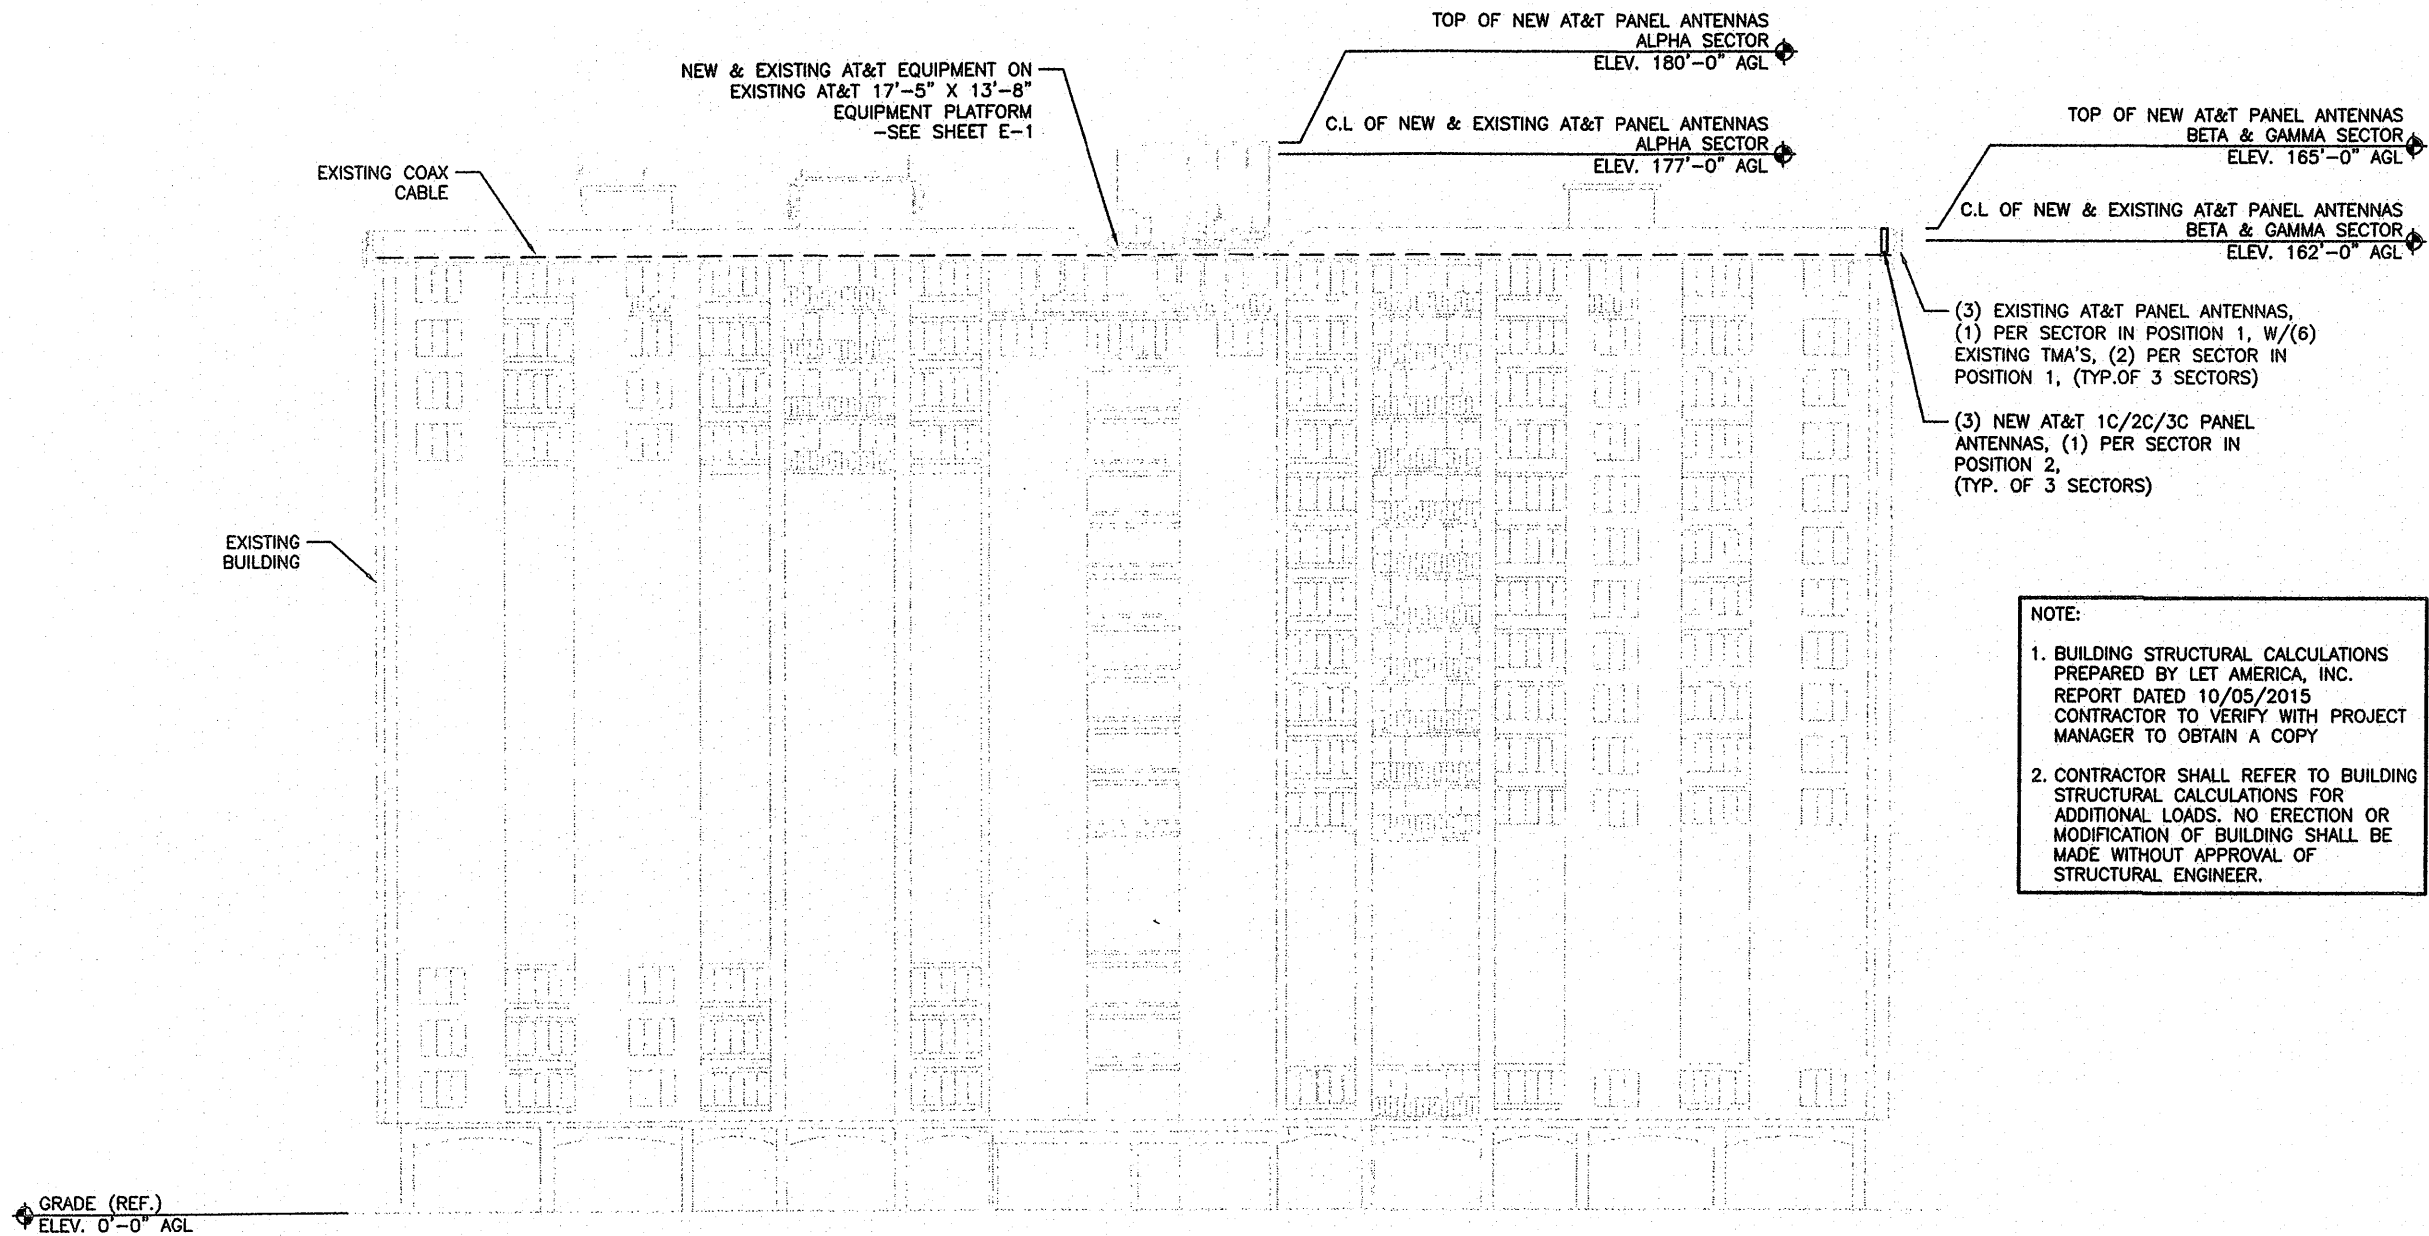 TOP OF NEW AT&T PANEL ANTENNAS
ALPHA SECTOR
ELEV. 180'-0" AGL
NEW & EXISTING AT&T EQUIPMENT ON
EXISTING AT&T 17'-5" X 13'-8"
EQUIPMENT PLATFORM
-SEE SHEET E-1
C.L OF NEW & EXISTING AT&T PANEL ANTENNAS
ALPHA SECTOR
ELEV. 177'-0" AGL
TOP OF NEW AT&T PANEL ANTENNAS
BETA & GAMMA SECTOR
ELEV. 165'-0" AGL
EXISTING COAX
CABLE
C.L OF NEW & EXISTING AT&T PANEL ANTENNAS
BETA & GAMMA SECTOR
ELEV. 162'-0" AGL
(3) EXISTING AT&T PANEL ANTENNAS,
(1) PER SECTOR IN POSITION 1, W/(6)
EXISTING TMA'S, (2) PER SECTOR IN
POSITION 1, (TYP.OF 3 SECTORS)
(3) NEW AT&T 1C/2C/3C PANEL
ANTENNAS, (1) PER SECTOR IN
POSITION 2,
(TYP. OF 3 SECTORS)
EXISTING
BUILDING
NOTE:
1. BUILDING STRUCTURAL CALCULATIONS
PREPARED BY LET AMERICA, INC.
REPORT DATED 10/05/2015
CONTRACTOR TO VERIFY WITH PROJECT
MANAGER TO OBTAIN A COPY
2. CONTRACTOR SHALL REFER TO BUILDING
STRUCTURAL CALCULATIONS FOR
ADDITIONAL LOADS. NO ERECTION OR
MODIFICATION OF BUILDING SHALL BE
MADE WITHOUT APPROVAL OF
STRUCTURAL ENGINEER.
GRADE (REF.)
ELEV. 0'-0" AGL